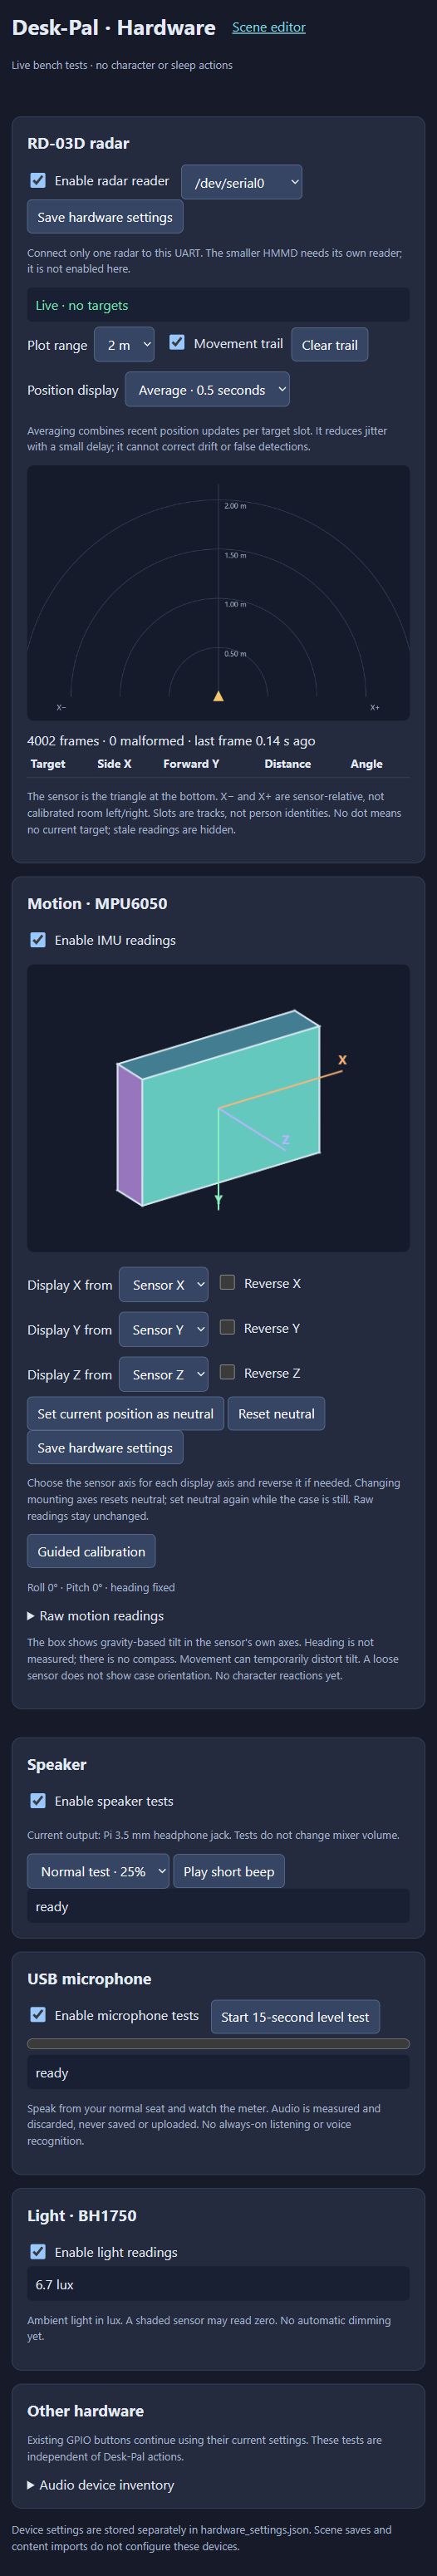 Desk-Pal · Hardware Scene editor
Live bench tests · no character or sleep actions
RD-03D radar
Enable radar reader /dev/serial0
Save hardware settings
Connect only one radar to this UART. The smaller HMMD needs its own reader;
it is not enabled here.
Live · no targets
Plot range 2 m Movement trail Clear trail
Position display Average · 0.5 seconds
Averaging combines recent position updates per target slot. It reduces jitter
with a small delay; it cannot correct drift or false detections.
2.00 m
1.50 m
1.00 m
0.50 m
X− X+
4002 frames · 0 malformed · last frame 0.14 s ago
Target Side X Forward Y Distance Angle
The sensor is the triangle at the bottom. X− and X+ are sensor-relative, not
calibrated room left/right. Slots are tracks, not person identities. No dot means
no current target; stale readings are hidden.
Motion · MPU6050
Enable IMU readings
X
Z
Y
Display X from Sensor X Reverse X
Display Y from Sensor Y Reverse Y
Display Z from Sensor Z Reverse Z
Set current position as neutral Reset neutral
Save hardware settings
Choose the sensor axis for each display axis and reverse it if needed. Changing
mounting axes resets neutral; set neutral again while the case is still. Raw
readings stay unchanged.
Guided calibration
Roll 0° · Pitch 0° · heading fixed
Raw motion readings
The box shows gravity-based tilt in the sensor's own axes. Heading is not
measured; there is no compass. Movement can temporarily distort tilt. A loose
sensor does not show case orientation. No character reactions yet.
Speaker
Enable speaker tests
Current output: Pi 3.5 mm headphone jack. Tests do not change mixer volume.
Normal test · 25% Play short beep
ready
USB microphone
Enable microphone tests Start 15-second level test
ready
Speak from your normal seat and watch the meter. Audio is measured and
discarded, never saved or uploaded. No always-on listening or voice
recognition.
Light · BH1750
Enable light readings
6.7 lux
Ambient light in lux. A shaded sensor may read zero. No automatic dimming
yet.
Other hardware
Existing GPIO buttons continue using their current settings. These tests are
independent of Desk-Pal actions.
Audio device inventory
Device settings are stored separately in hardware_settings.json. Scene saves and
content imports do not configure these devices.